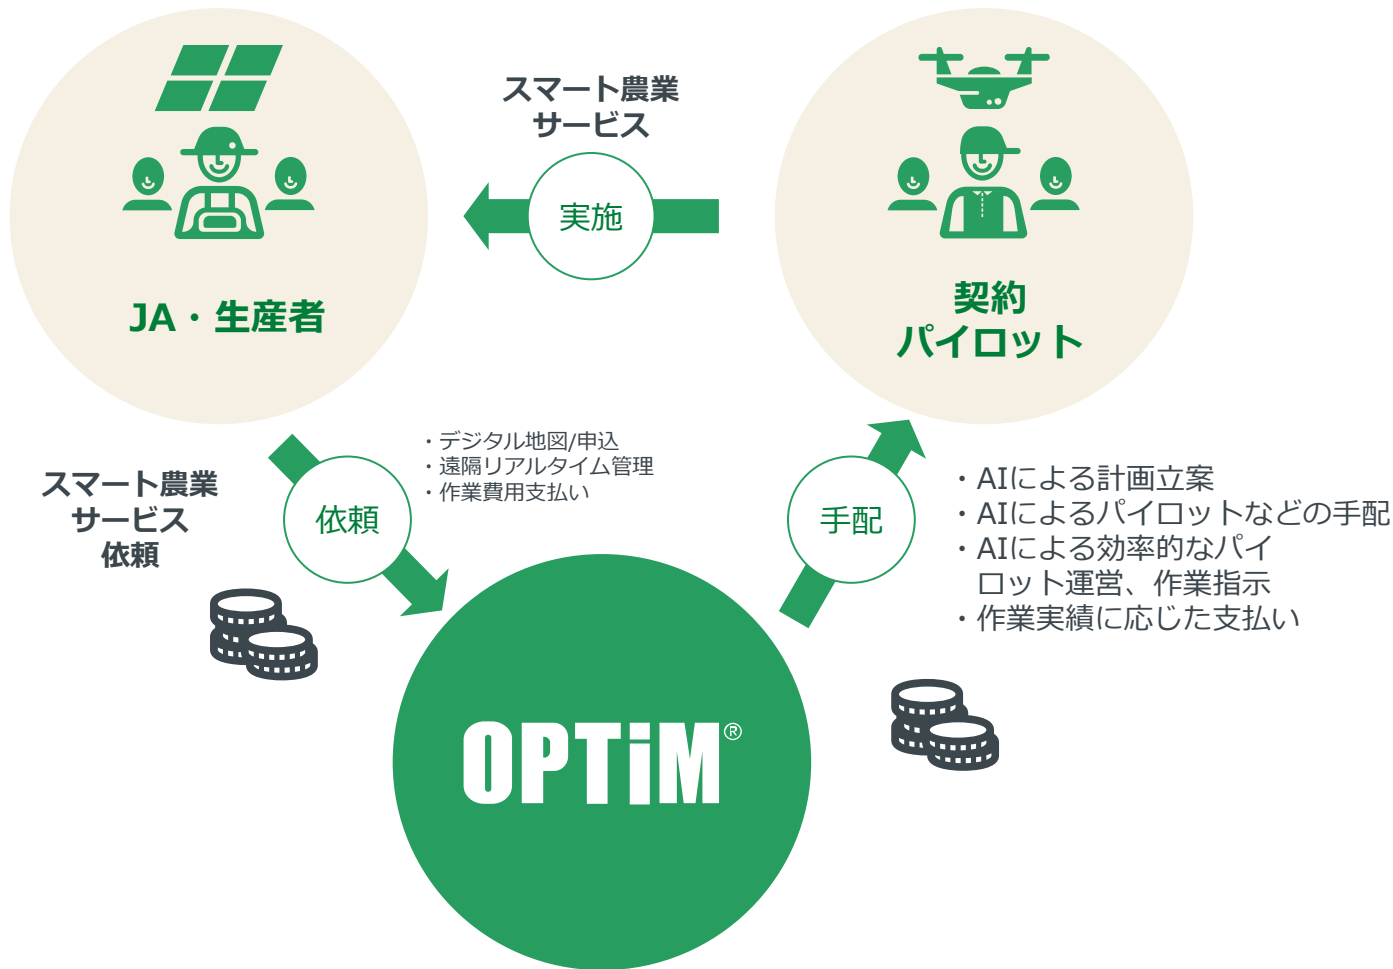 スマート農業
サービス
実施
JA・生産者
契約
パイロット
スマート農業
サービス
依頼
依頼
・デジタル地図/申込
・遠隔リアルタイム管理
・作業費用支払い
手配
・AIによる計画立案
・AIによるパイロットなどの手配
・AIによる効率的なパイ
ロット運営、作業指示
・作業実績に応じた支払い
OPTiM®